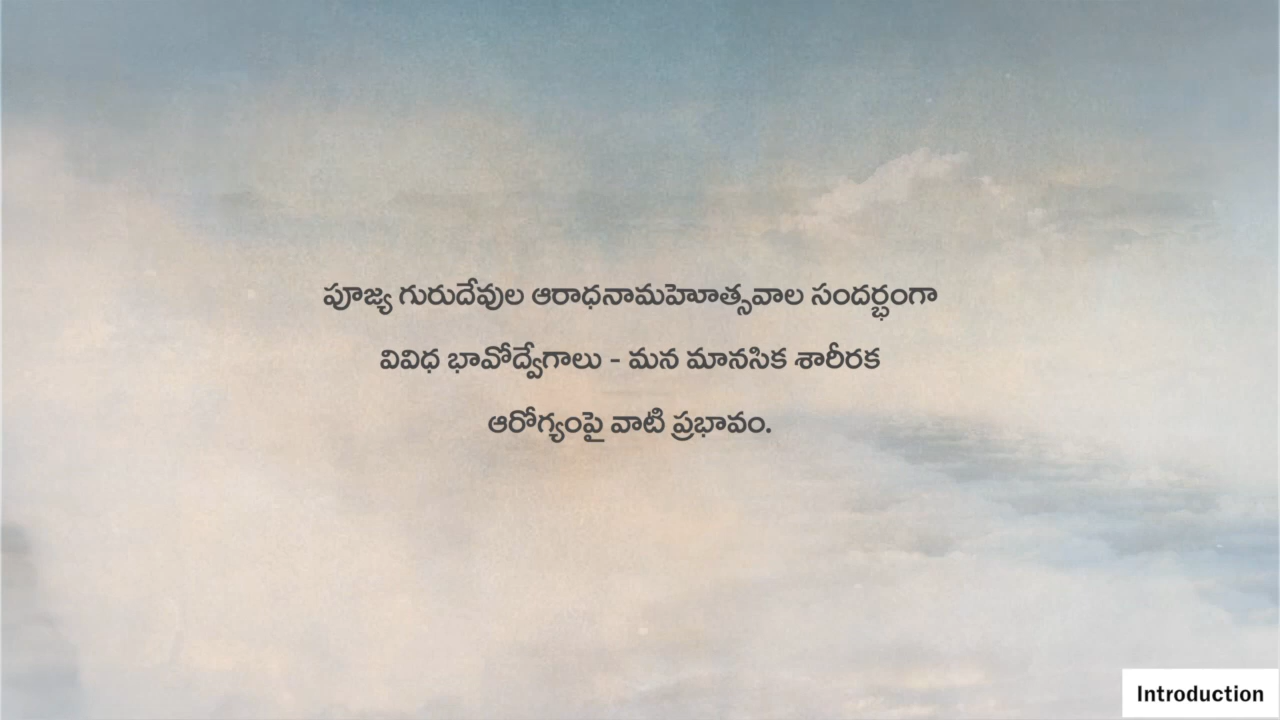 పూజ్య గురుదేవుల ఆరాధనామహెూత్సవాల సందర్భంగా
వివిధ భావోద్వేగాలు - మన మానసిక శారీరక
ఆరోగ్యంపై వాటి ప్రభావం.
Introduction